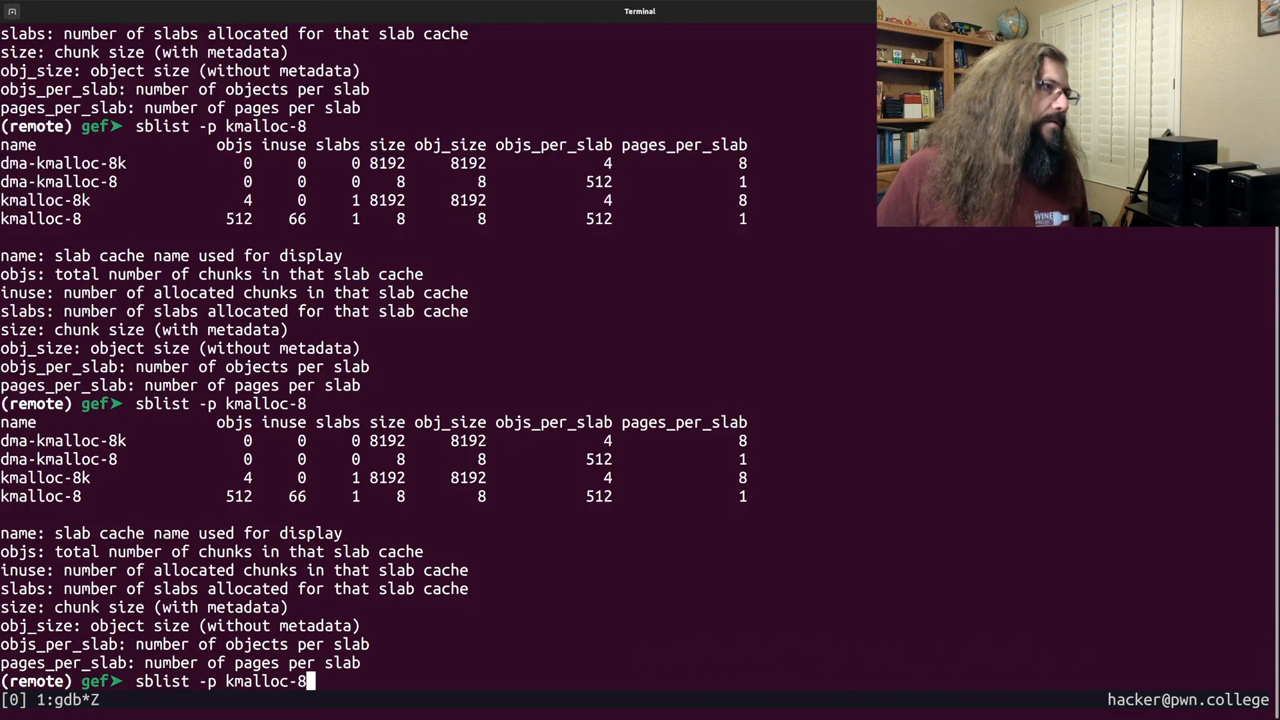 Terminal
slabs: number of slabs allocated for that slab cache
size: chunk size (with metadata)
obj_size: object size (without metadata)
objs_per_slab: number of objects per slab
pages_per_slab: number of pages per slab
(remote) gef➤ sblist -p kmalloc-8
name objs inuse slabs size obj_size objs_per_slab pages_per_slab
dma-kmalloc-8k 0 0 0 8192 8192 4 8
dma-kmalloc-8 0 0 0 8 8 512 1
kmalloc-8k 4 0 1 8192 8192 4 8
kmalloc-8 512 66 1 8 8 512 1
name: slab cache name used for display
objs: total number of chunks in that slab cache
inuse: number of allocated chunks in that slab cache
slabs: number of slabs allocated for that slab cache
size: chunk size (with metadata)
obj_size: object size (without metadata)
objs_per_slab: number of objects per slab
pages_per_slab: number of pages per slab
(remote) gef➤ sblist -p kmalloc-8
name objs inuse slabs size obj_size objs_per_slab pages_per_slab
dma-kmalloc-8k 0 0 0 8192 8192 4 8
dma-kmalloc-8 0 0 0 8 8 512 1
kmalloc-8k 4 0 1 8192 8192 4 8
kmalloc-8 512 66 1 8 8 512 1
name: slab cache name used for display
objs: total number of chunks in that slab cache
inuse: number of allocated chunks in that slab cache
slabs: number of slabs allocated for that slab cache
size: chunk size (with metadata)
obj_size: object size (without metadata)
objs_per_slab: number of objects per slab
pages_per_slab: number of pages per slab
(remote) gef➤ sblist -p kmalloc-8
[0] 1:gdb*Z hacker@pwn.college
WINE